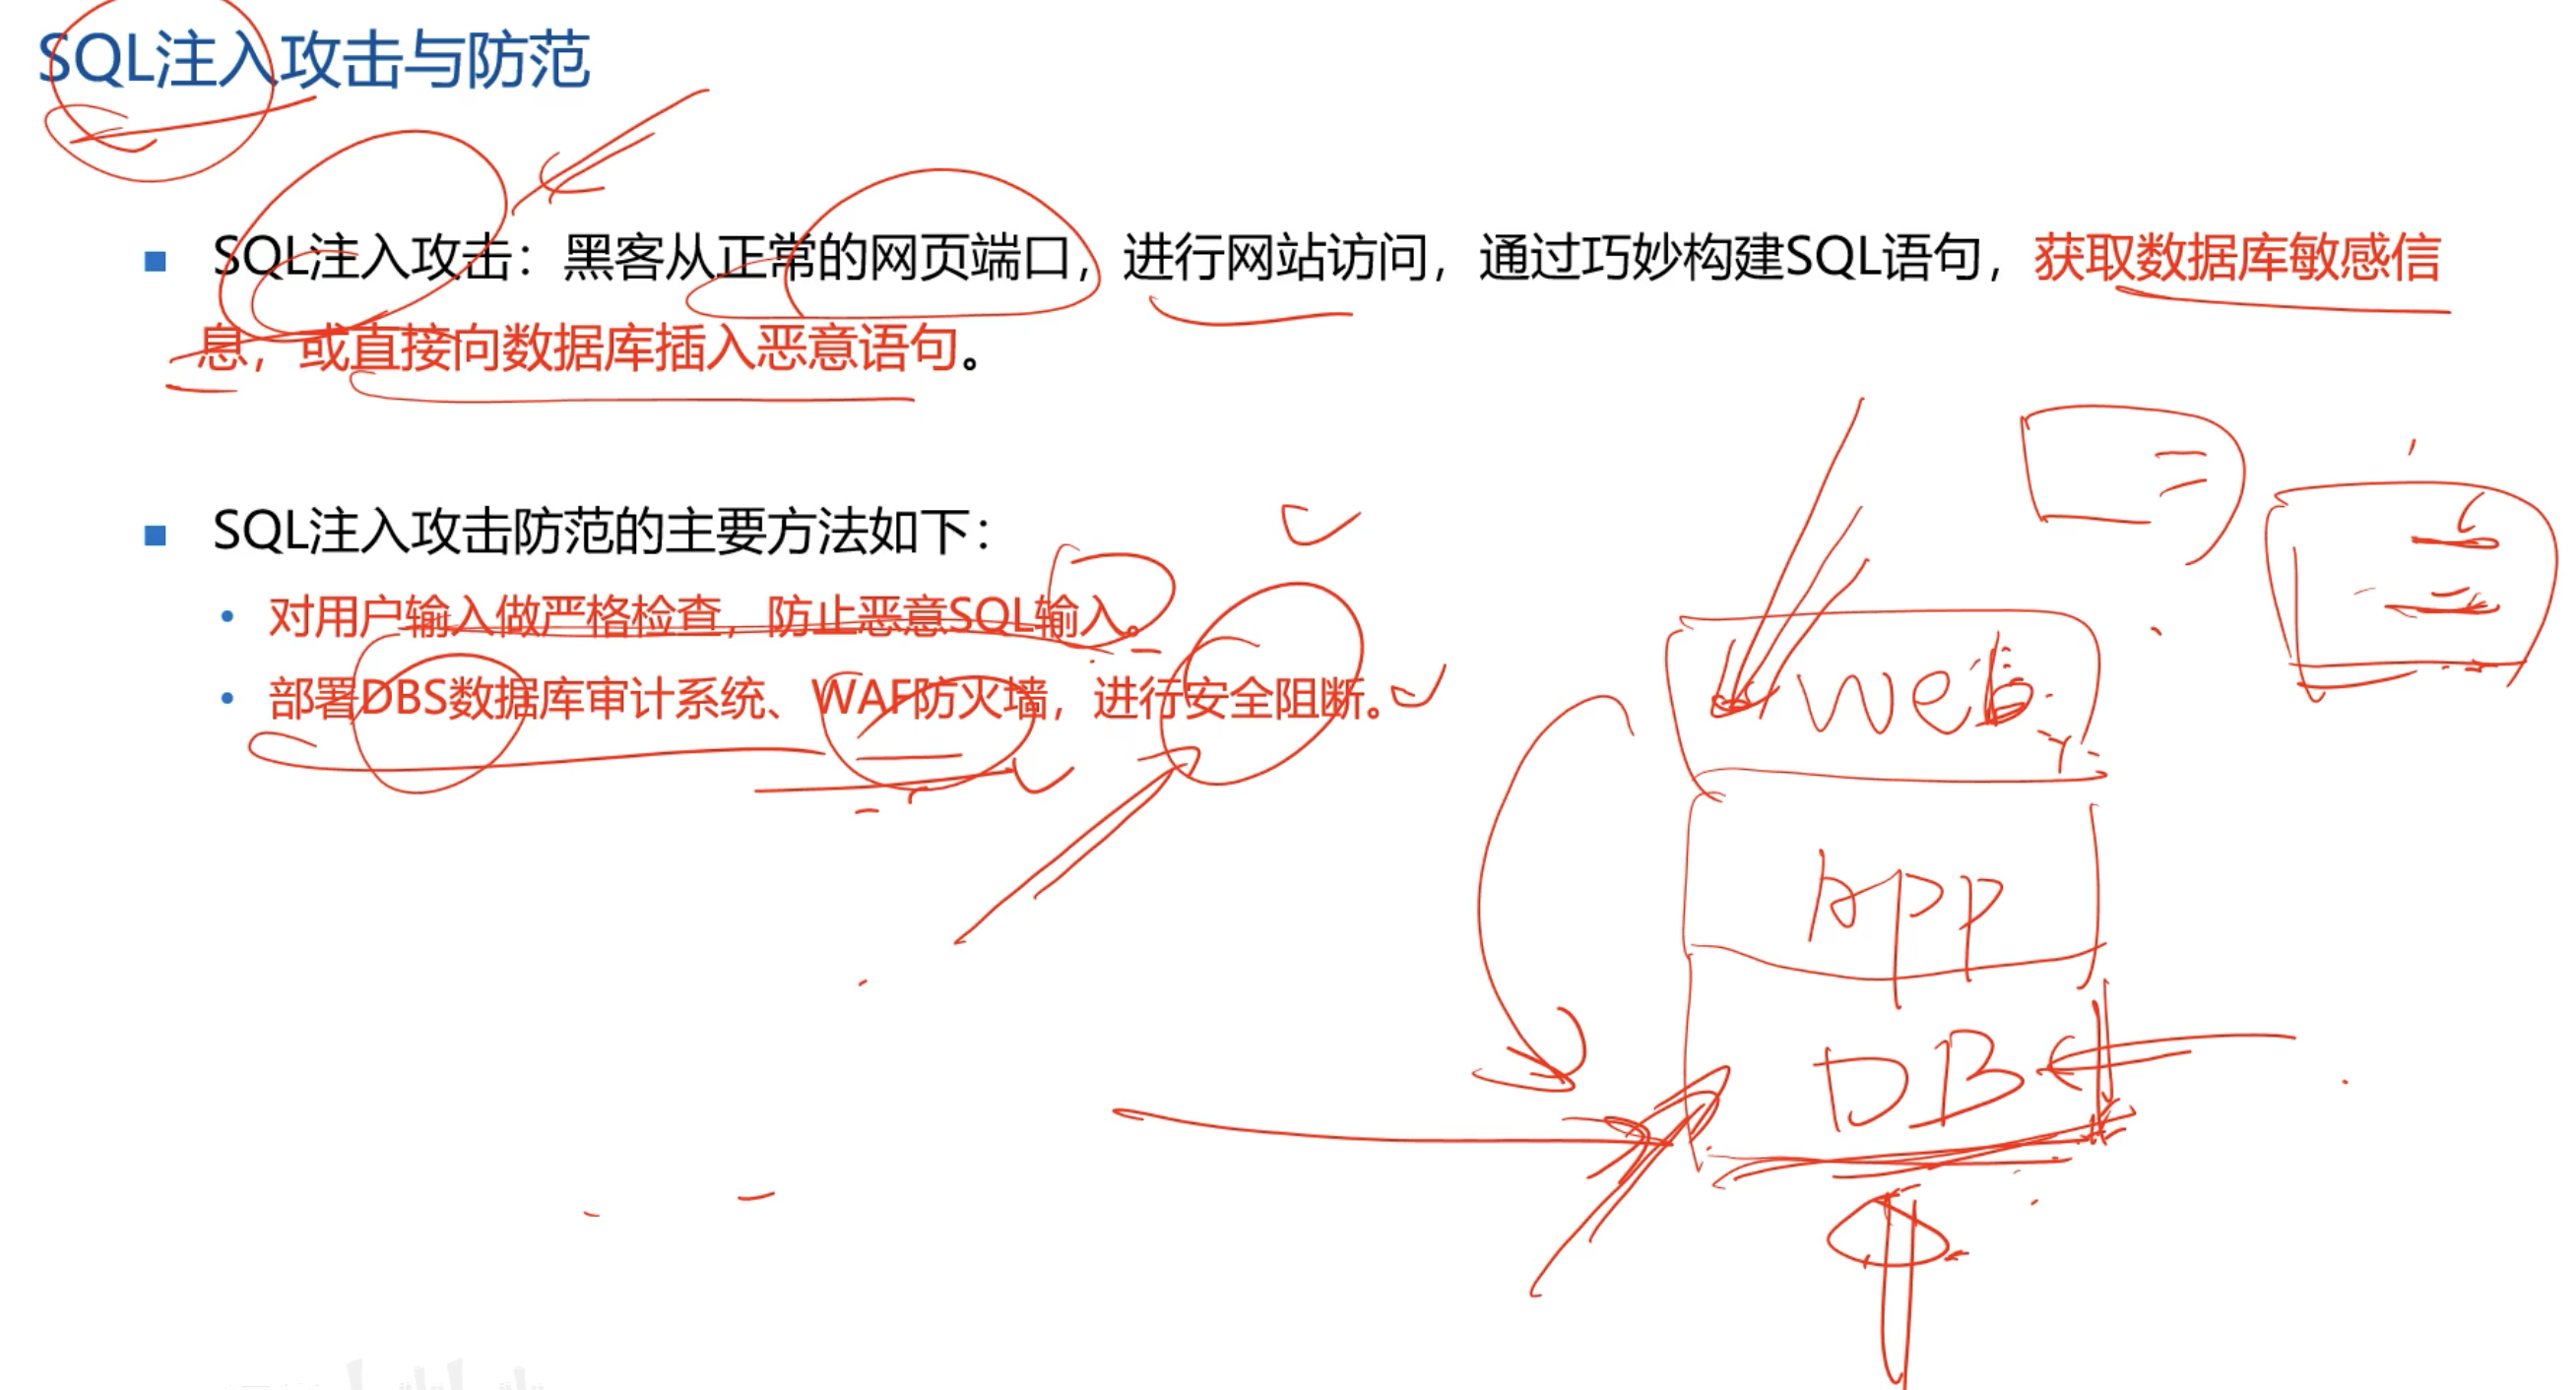 SQL注入攻击与防范
SQL注入攻击：黑客从正常的网页端口，进行网站访问，通过巧妙构建SQL语句，获取数据库敏感信
息，或直接向数据库插入恶意语句。
SQL注入攻击防范的主要方法如下：
对用户输入做严格检查，防止恶意SQL输入。
部署DBS数据库审计系统、WAF防火墙，进行安全阻断。
Web
App
DB